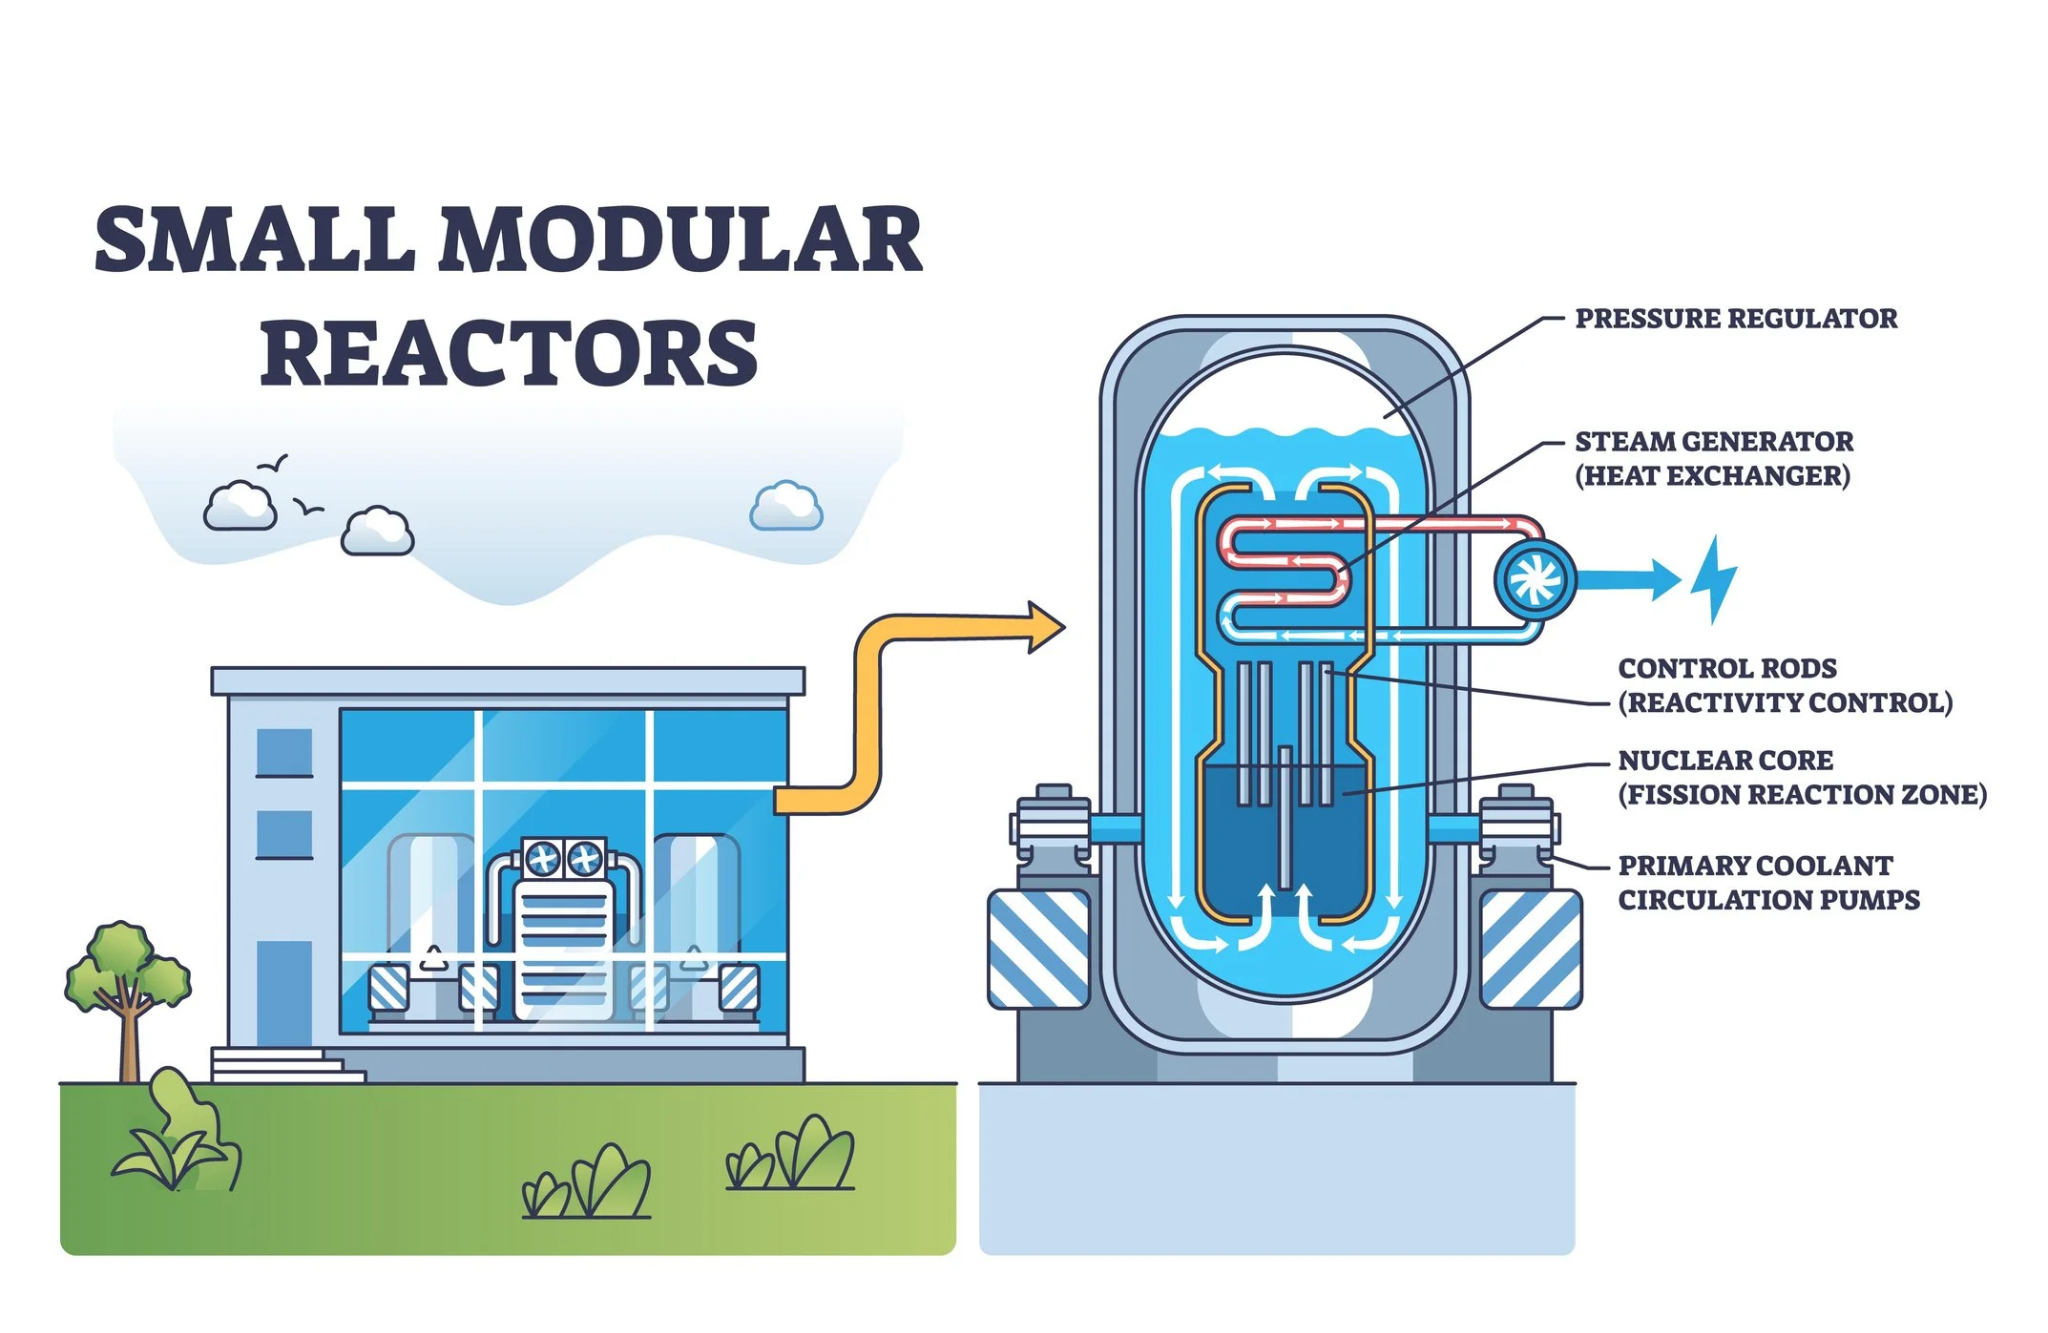 SMALL MODULAR
REACTORS
PRESSURE REGULATOR
STEAM GENERATOR
(HEAT EXCHANGER)
CONTROL RODS
(REACTIVITY CONTROL)
NUCLEAR CORE
(FISSION REACTION ZONE)
PRIMARY COOLANT
CIRCULATION PUMPS